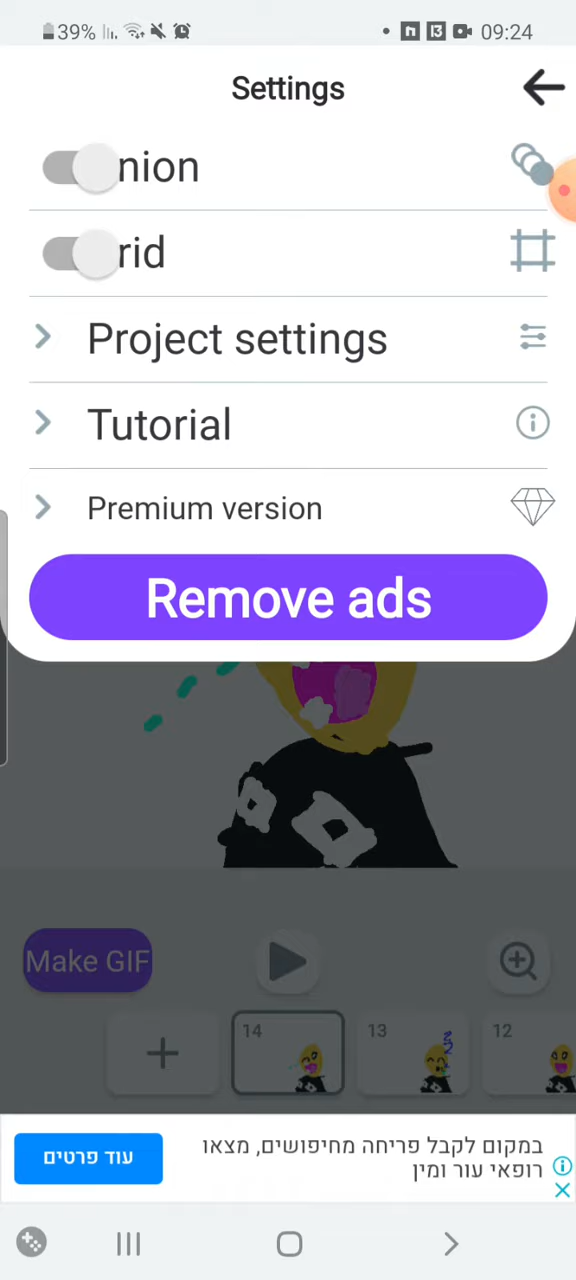 39%
09:24
Settings
nion
rid
Project settings
Tutorial
Premium version
Remove ads
Make GIF
14
13
12
במקום לקבל פריחה מחיפושים, מצאו
רופאי עור ומין
עוד פרטים